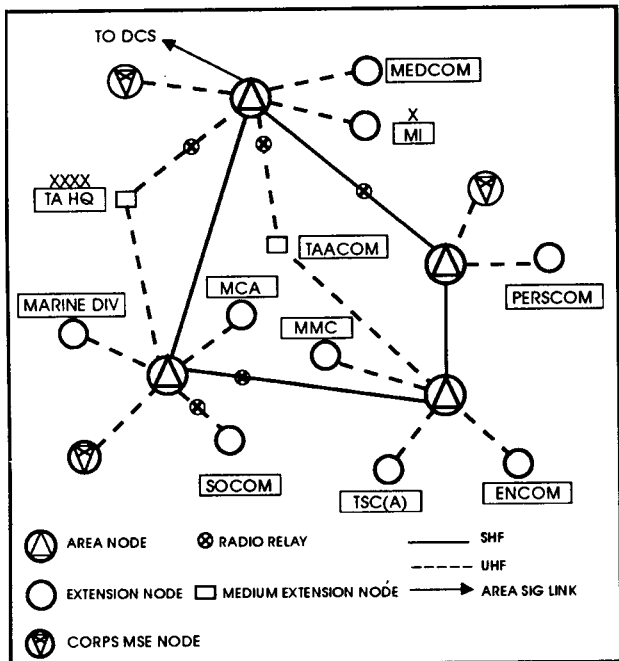 TO DCS
MEDCOM
X
MI
XXXX
TA HQ
TAACOM
MCA
MARINE DIV
MMC
PERSCOM
SOCOM
TSC(A)
ENCOM
AREA NODE
RADIO RELAY
SHF
UHF
EXTENSION NODE
MEDIUM EXTENSION NODE
AREA SIG LINK
CORPS MSE NODE